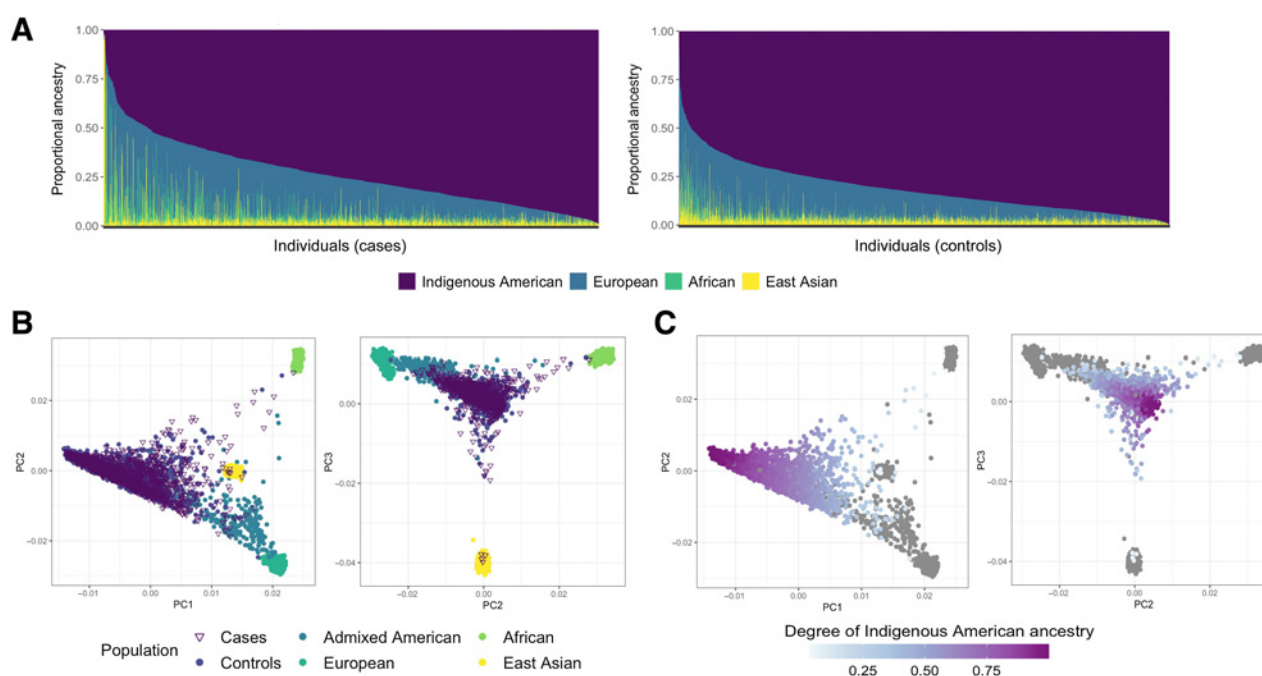 A
Proportional ancestry
1.00
0.75
0.50
0.25
0.00
Individuals (cases)
Proportional ancestry
1.00
0.75
0.50
0.25
0.00
Individuals (controls)
Indigenous American European African East Asian
B
PC2
0.02
0.00
−0.02
−0.01 0.00 0.01 0.02
PC1
PC3
0.00
−0.02
−0.04
−0.02 0.00 0.02
PC2
Population
Cases Admixed American African
Controls European East Asian
C
PC2
0.02
0.00
−0.02
−0.01 0.00 0.01 0.02
PC1
PC3
0.00
−0.02
−0.04
−0.02 0.00 0.02
PC2
Degree of Indigenous American ancestry
0.25 0.50 0.75